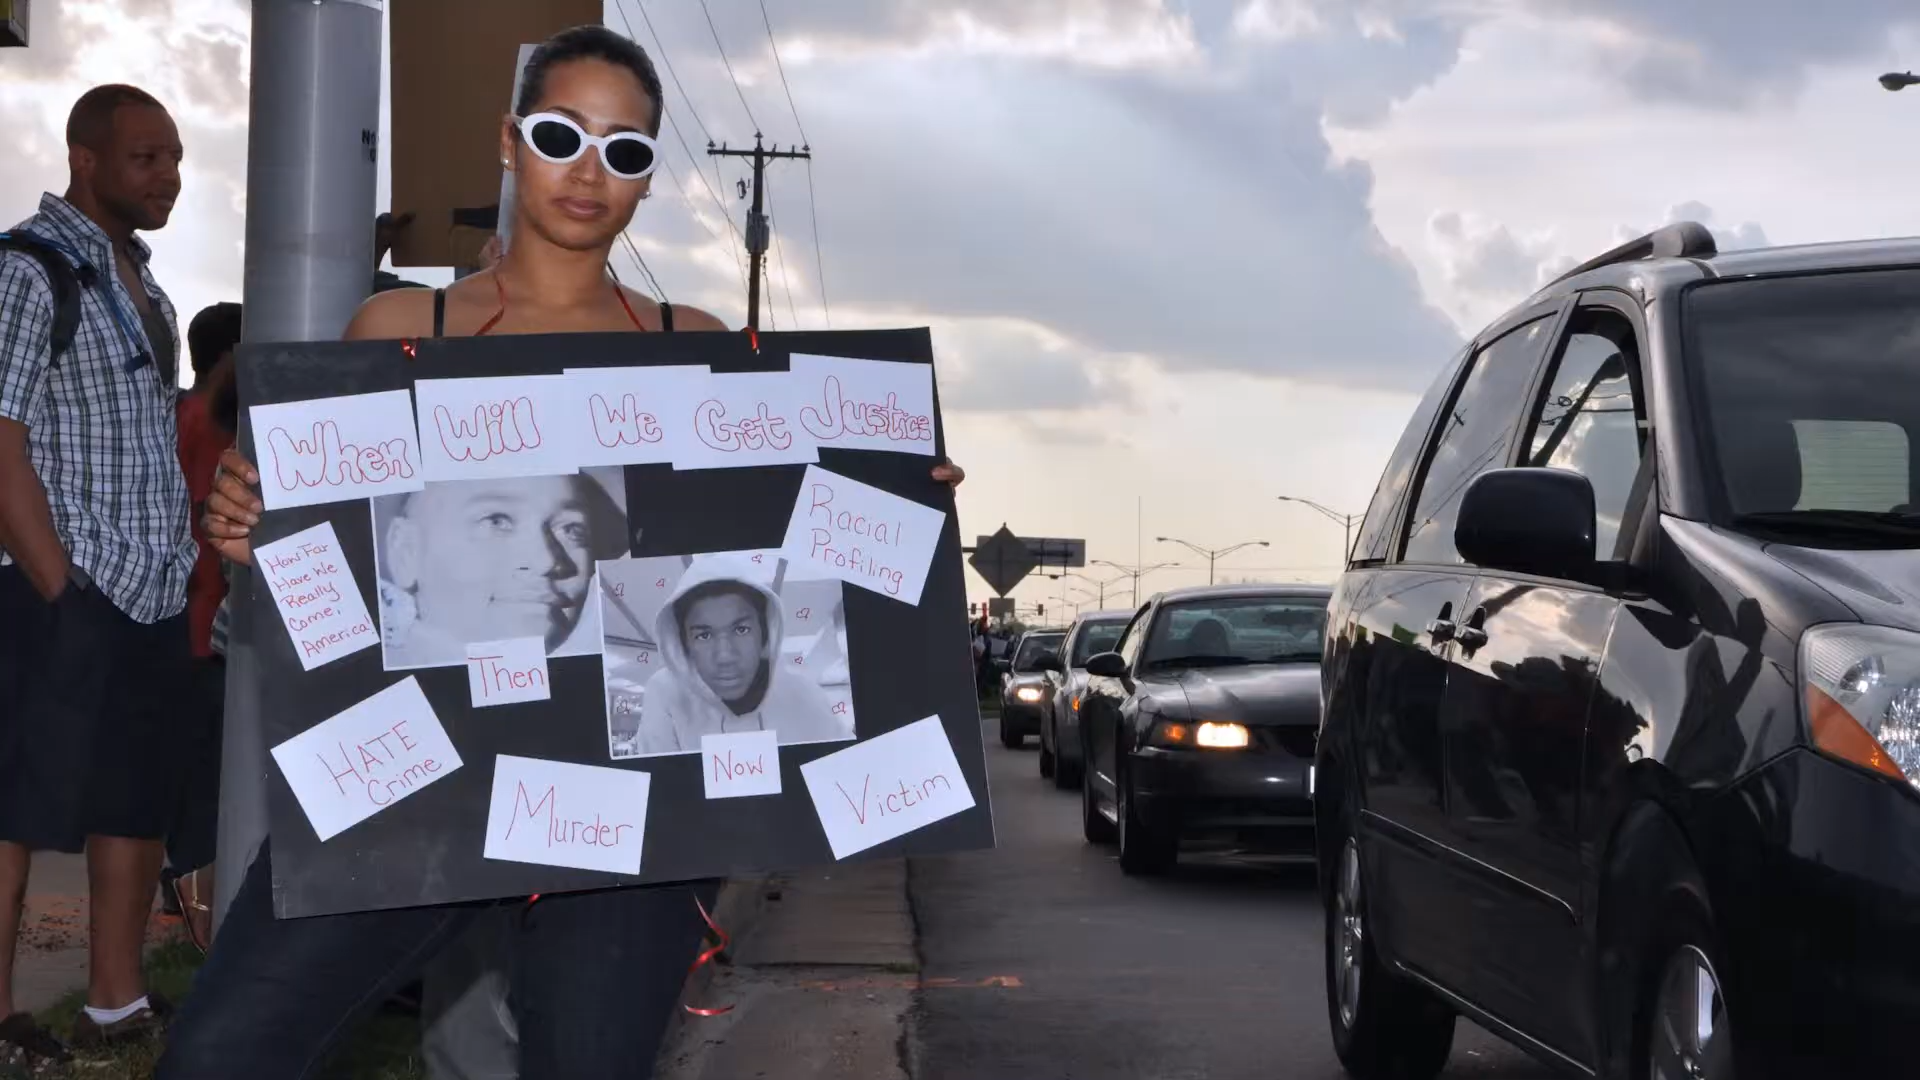 When Will We Get Justice
How Far
Have We
Really
Come,
America!
Racial
Profiling
Then
HATE
Crime
Murder
Now
Victim